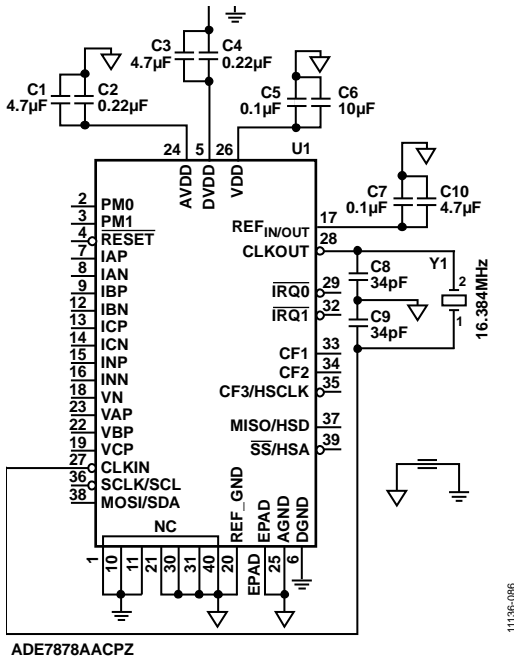 C3
4.7µF
C4
0.22µF
C1
4.7µF
C2
0.22µF
C5
0.1µF
C6
10µF
24
5
26
U1
AVDD
DVDD
VDD
2 PM0
3 PM1
4 RESET
7 IAP
8 IAN
9 IBP
12 IBN
13 ICP
14 ICN
15 INP
16 INN
18 VN
23 VAP
22 VBP
19 VCP
27 CLKIN
36 SCLK/SCL
38 MOSI/SDA
REFIN/OUT 17
CLKOUT 28
IRQ0 29
IRQ1 32
CF1 33
CF2 34
CF3/HSCLK 35
MISO/HSD 37
SS/HSA 39
C7
0.1µF
C10
4.7µF
C8
34pF
C9
34pF
Y1
2
1
16.384MHz
NC
REF_GND
EPAD
AGND
DGND
1
10
11
21
30
31
40
20
EPAD
25
6
ADE7878AACPZ
11136-086